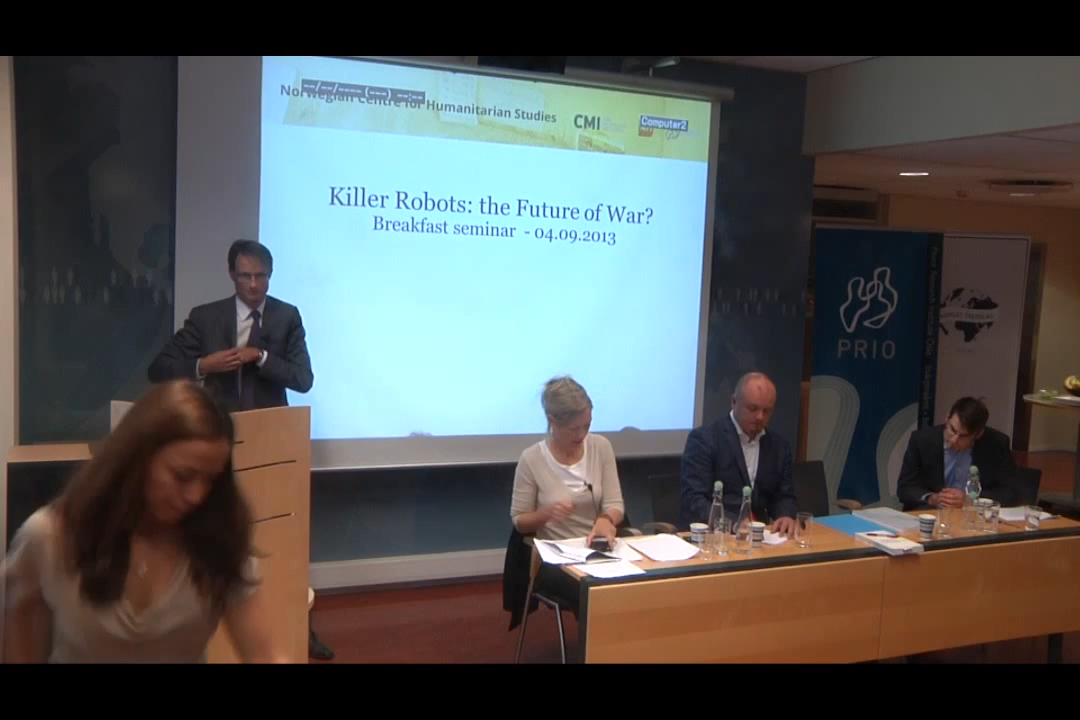 --/--/---- (---) --:--
Norwegian Centre for Humanitarian Studies
CMI
Computer2
Killer Robots: the Future of War?
Breakfast seminar - 04.09.2013
PRIO